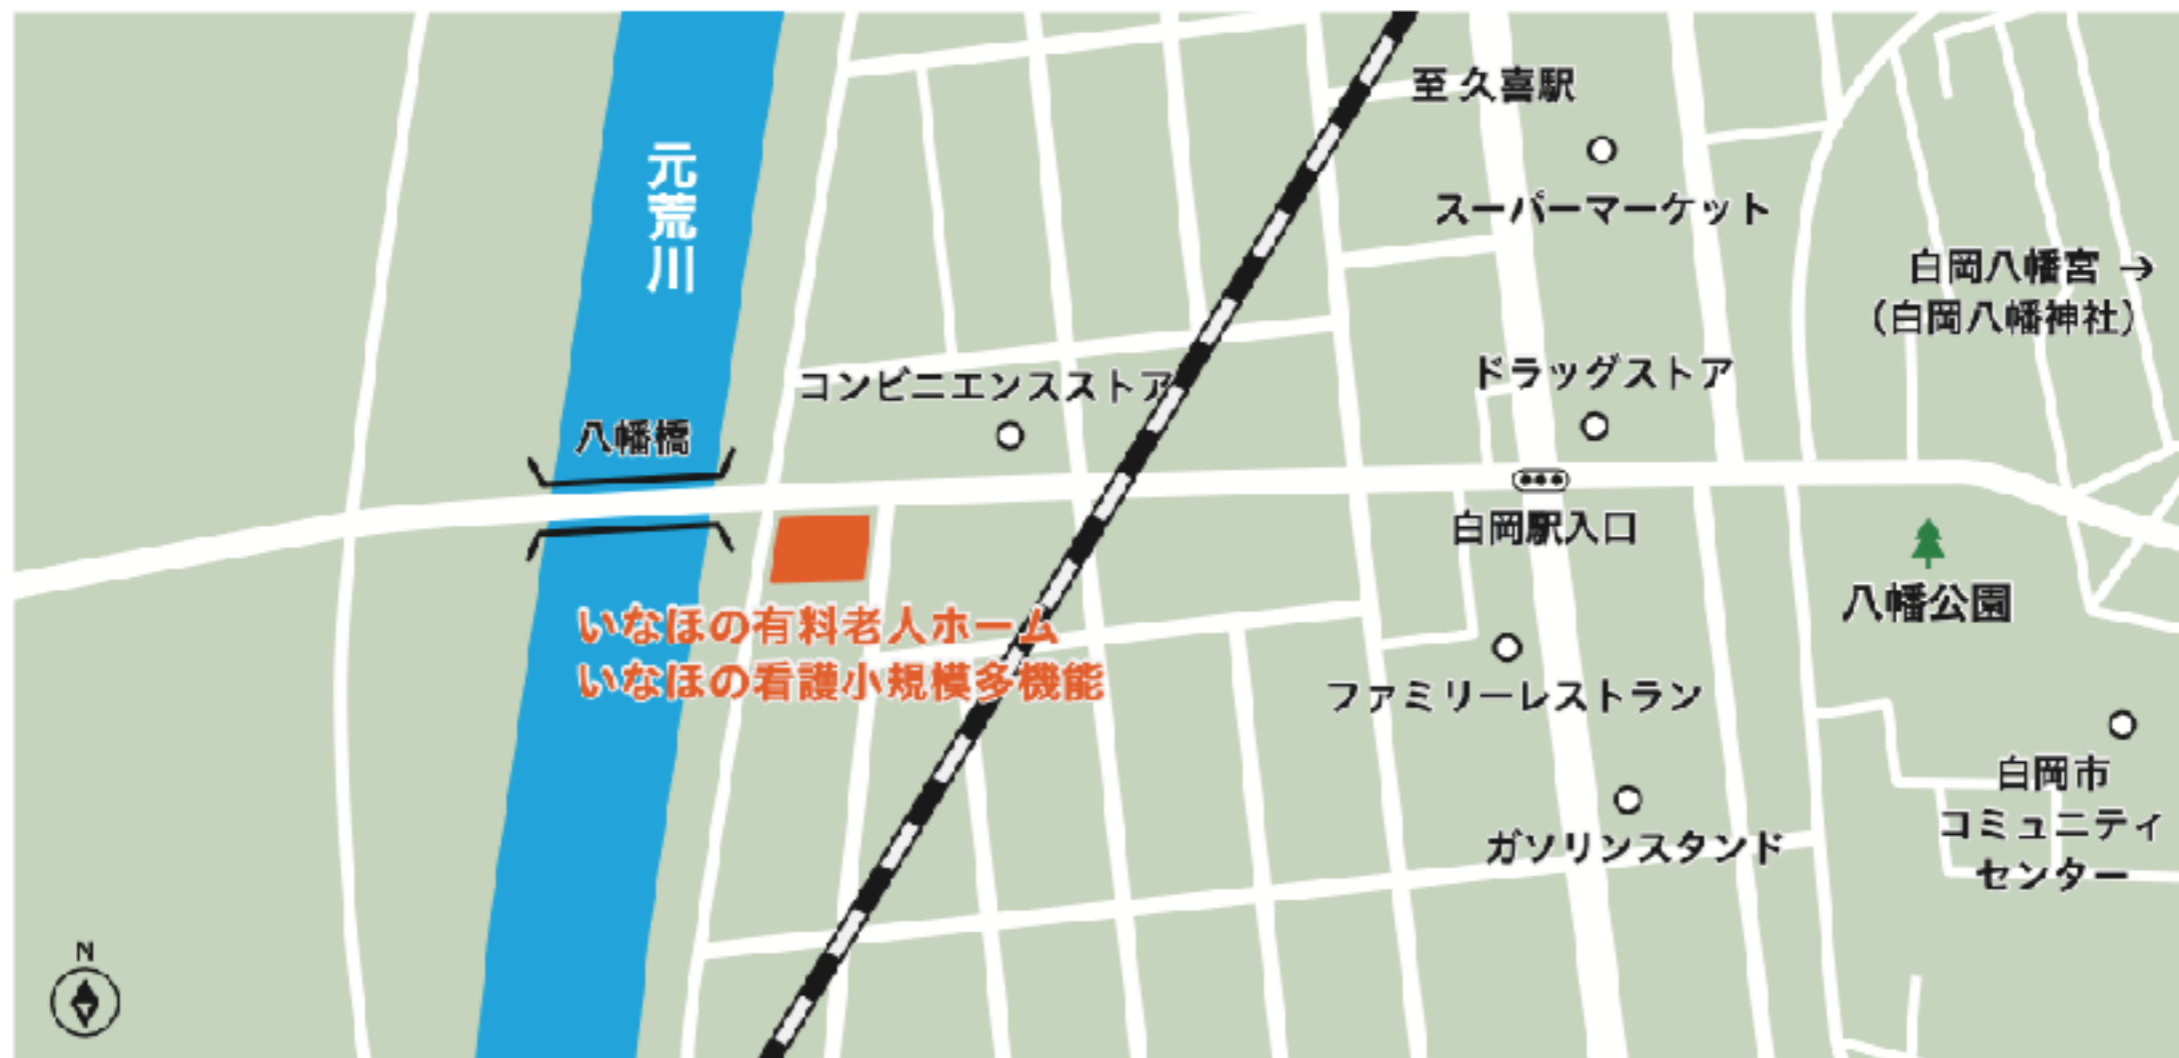 至 久喜駅
元荒川
スーパーマーケット
白岡八幡宮 →
（白岡八幡神社）
ドラッグストア
コンビニエンスストア
八幡橋
白岡駅入口
八幡公園
いなほの有料老人ホーム
いなほの看護小規模多機能
ファミリーレストラン
白岡市
コミュニティ
センター
ガソリンスタンド
N